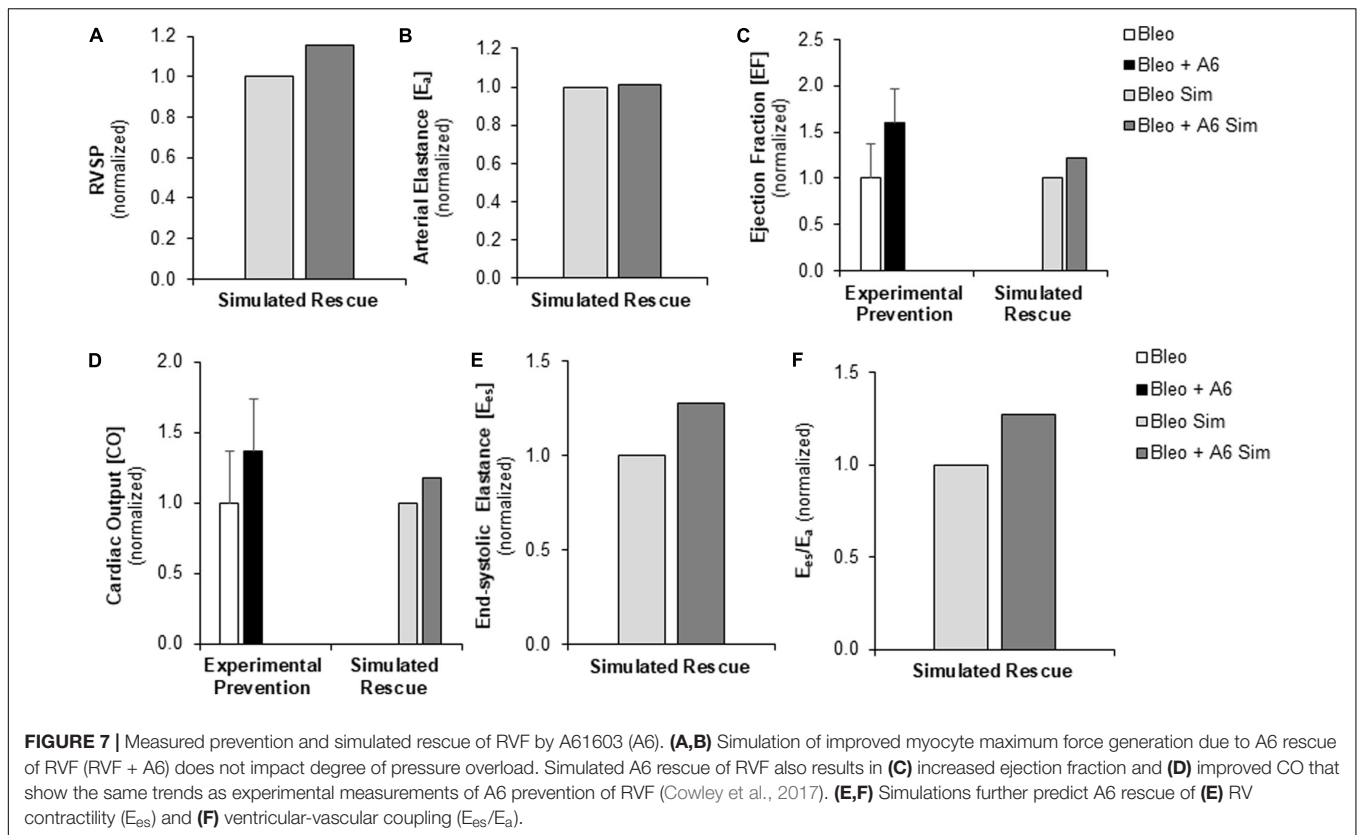 A
RVSP
(normalized)
1.2
1.0
0.8
0.6
0.4
0.2
0.0
Simulated Rescue
B
Arterial Elastance [Ea]
(normalized)
1.2
1.0
0.8
0.6
0.4
0.2
0.0
Simulated Rescue
C
Ejection Fraction [EF]
(normalized)
2.5
2.0
1.5
1.0
0.5
0.0
Experimental
Prevention
Simulated
Rescue
Bleo
Bleo + A6
Bleo Sim
Bleo + A6 Sim
D
Cardiac Output [CO]
(normalized)
2.0
1.5
1.0
0.5
0.0
Experimental
Prevention
Simulated
Rescue
E
End-systolic Elastance [Ees]
(normalized)
1.5
1.0
0.5
0.0
Simulated Rescue
F
Ees/Ea (normalized)
1.5
1.0
0.5
0.0
Simulated Rescue
Bleo
Bleo + A6
Bleo Sim
Bleo + A6 Sim
FIGURE 7 | Measured prevention and simulated rescue of RVF by A61603 (A6). (A,B) Simulation of improved myocyte maximum force generation due to A6 rescue
of RVF (RVF + A6) does not impact degree of pressure overload. Simulated A6 rescue of RVF also results in (C) increased ejection fraction and (D) improved CO that
show the same trends as experimental measurements of A6 prevention of RVF (Cowley et al., 2017). (E,F) Simulations further predict A6 rescue of (E) RV
contractility (Ees) and (F) ventricular-vascular coupling (Ees/Ea).